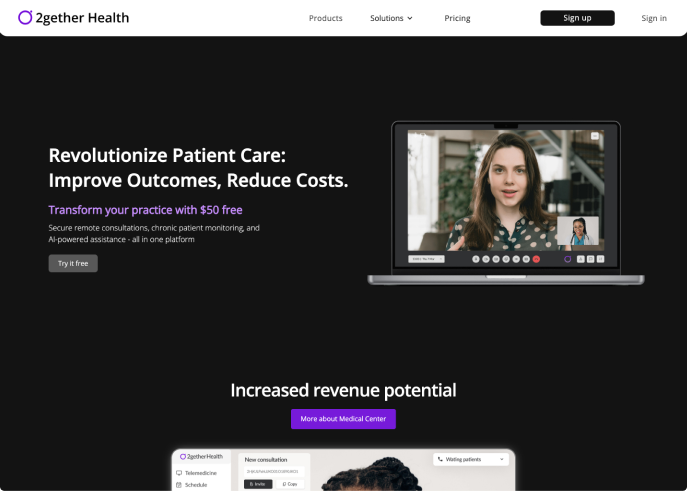 2gether Health
Products
Solutions
Pricing
Sign up
Sign in
Revolutionize Patient Care:
Improve Outcomes, Reduce Costs.
Transform your practice with $50 free
Secure remote consultations, chronic patient monitoring, and
AI-powered assistance - all in one platform
Try it free
Increased revenue potential
More about Medical Center
2getherHealth
New consultation
Waiting patients
Telemedicine
Invite
Copy
Schedule